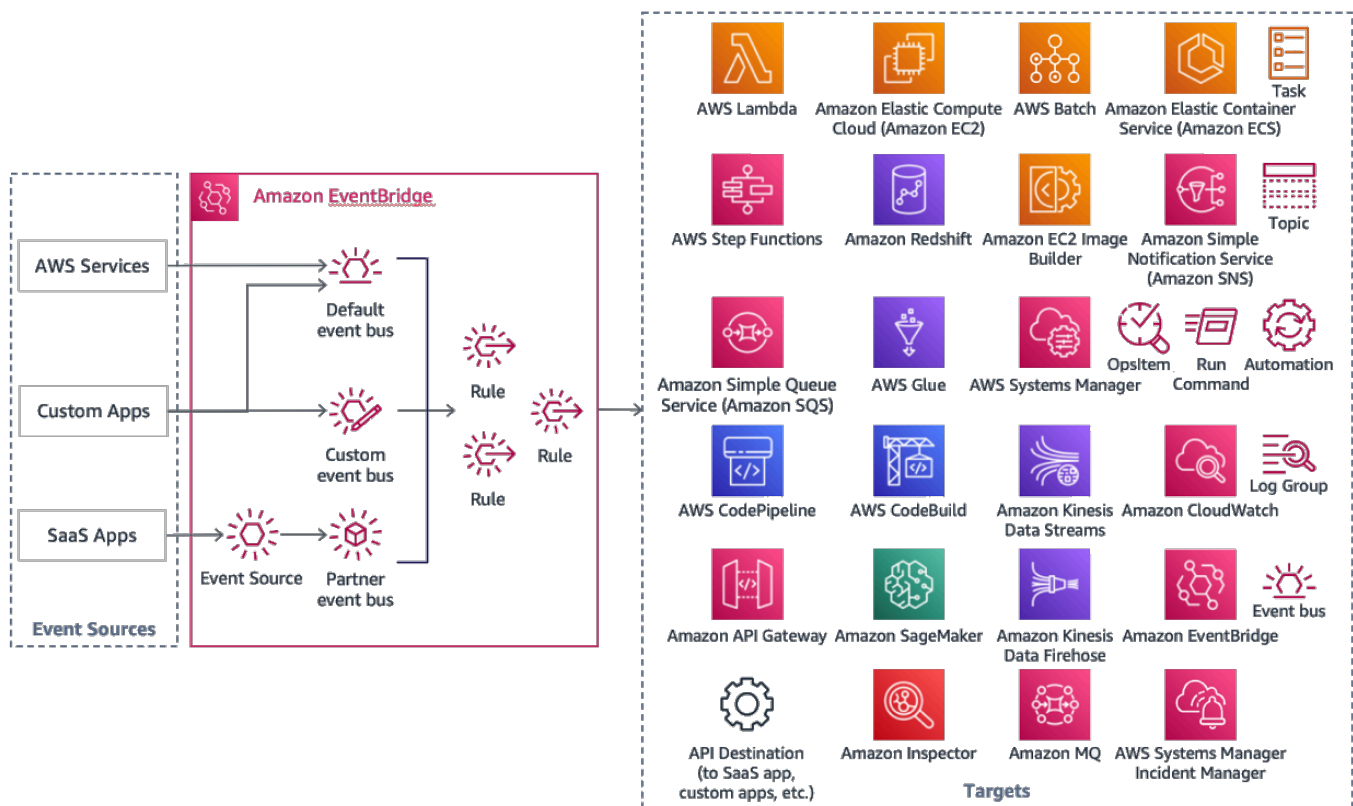 AWS Lambda
Amazon Elastic Compute
Cloud (Amazon EC2)
AWS Batch
Amazon Elastic Container
Service (Amazon ECS)
Task
Amazon EventBridge
AWS Services
Default
event bus
Custom Apps
Custom
event bus
SaaS Apps
Event Source
Partner
event bus
Event Sources
Rule
Rule
Rule
AWS Step Functions
Amazon Redshift
Amazon EC2 Image
Builder
Amazon Simple
Notification Service
(Amazon SNS)
Topic
Amazon Simple Queue
Service (Amazon SQS)
AWS Glue
AWS Systems Manager
OpsItem
Run
Command
Automation
AWS CodePipeline
AWS CodeBuild
Amazon Kinesis
Data Streams
Amazon CloudWatch
Log Group
Amazon API Gateway
Amazon SageMaker
Amazon Kinesis
Data Firehose
Amazon EventBridge
Event bus
API Destination
(to SaaS app,
custom apps, etc.)
Amazon Inspector
Amazon MQ
AWS Systems Manager
Incident Manager
Targets